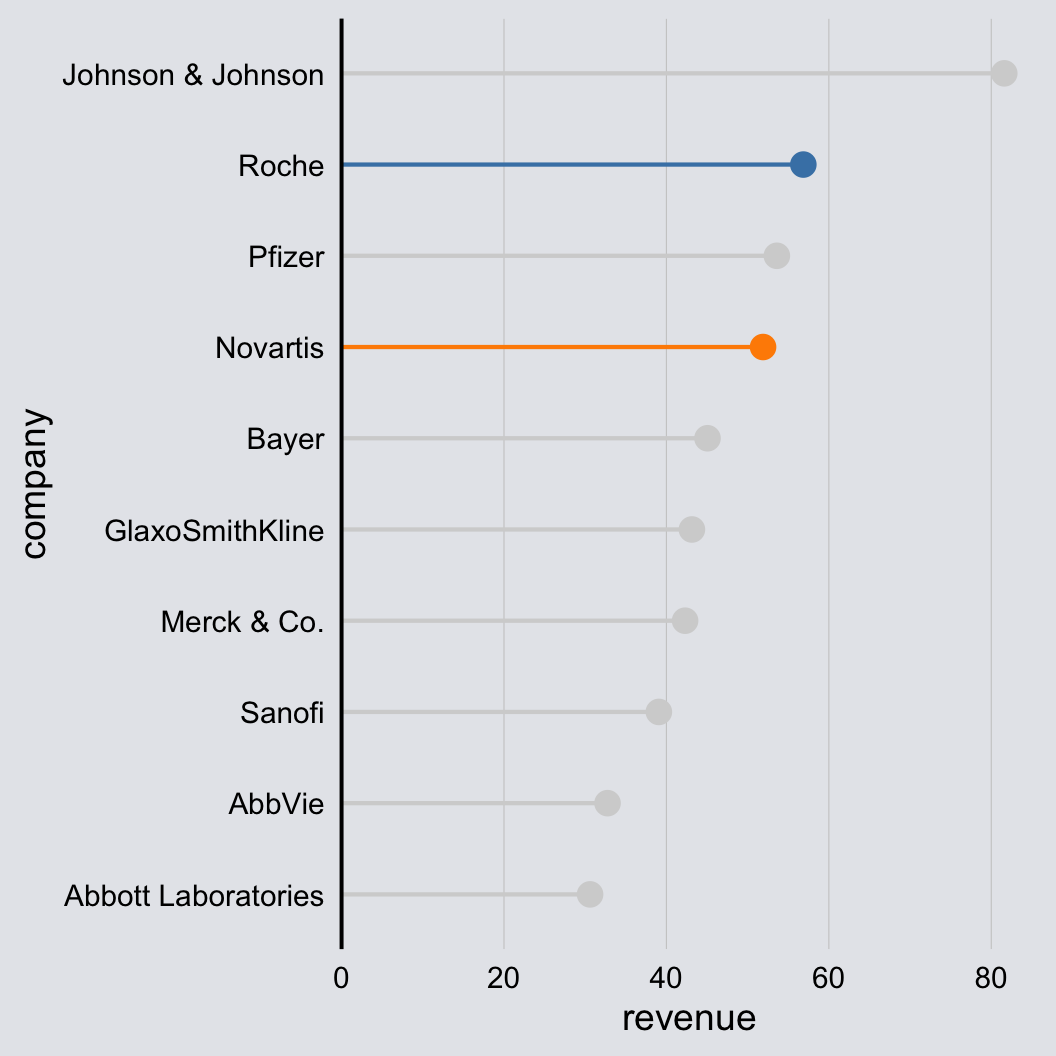 company
Johnson & Johnson
Roche
Pfizer
Novartis
Bayer
GlaxoSmithKline
Merck & Co.
Sanofi
AbbVie
Abbott Laboratories
0 20 40 60 80
revenue